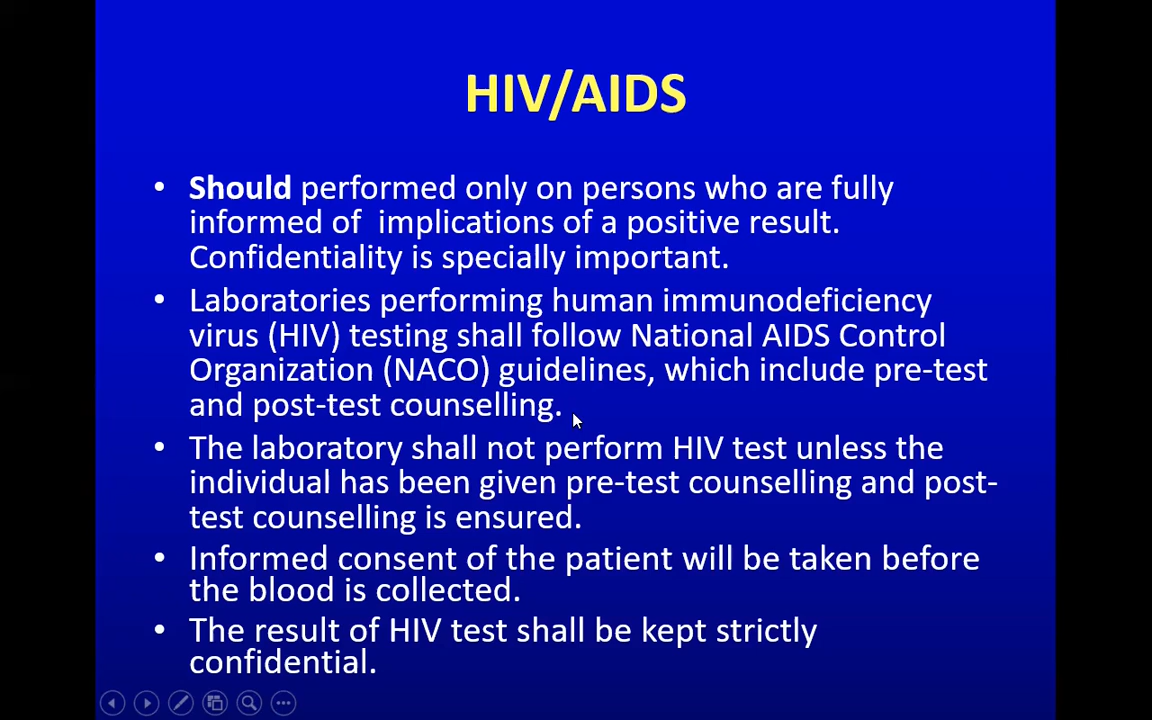 HIV/AIDS
• Should performed only on persons who are fully
informed of  implications of a positive result.
Confidentiality is specially important.
• Laboratories performing human immunodeficiency
virus (HIV) testing shall follow National AIDS Control
Organization (NACO) guidelines, which include pre-test
and post-test counselling.
• The laboratory shall not perform HIV test unless the
individual has been given pre-test counselling and post-
test counselling is ensured.
• Informed consent of the patient will be taken before
the blood is collected.
• The result of HIV test shall be kept strictly
confidential.